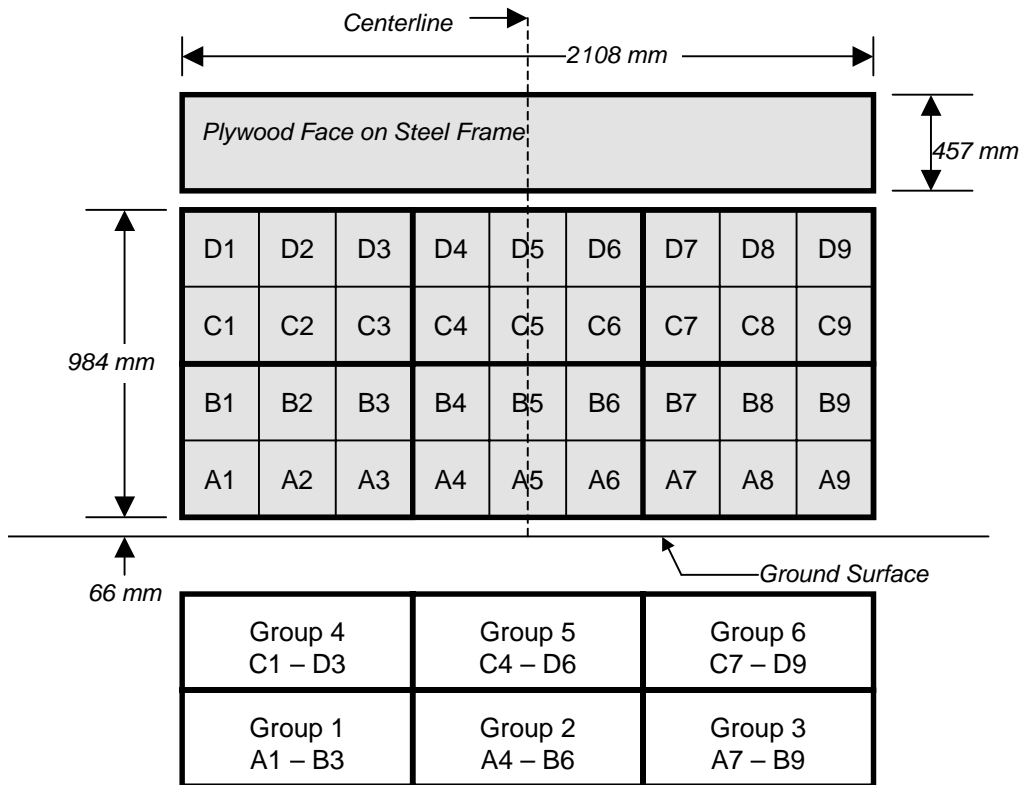 Centerline
2108 mm
Plywood Face on Steel Frame
457 mm
D1 D2 D3 D4 D5 D6 D7 D8 D9
C1 C2 C3 C4 C5 C6 C7 C8 C9
984 mm
B1 B2 B3 B4 B5 B6 B7 B8 B9
A1 A2 A3 A4 A5 A6 A7 A8 A9
Ground Surface
66 mm
Group 4
C1 – D3
Group 5
C4 – D6
Group 6
C7 – D9
Group 1
A1 – B3
Group 2
A4 – B6
Group 3
A7 – B9